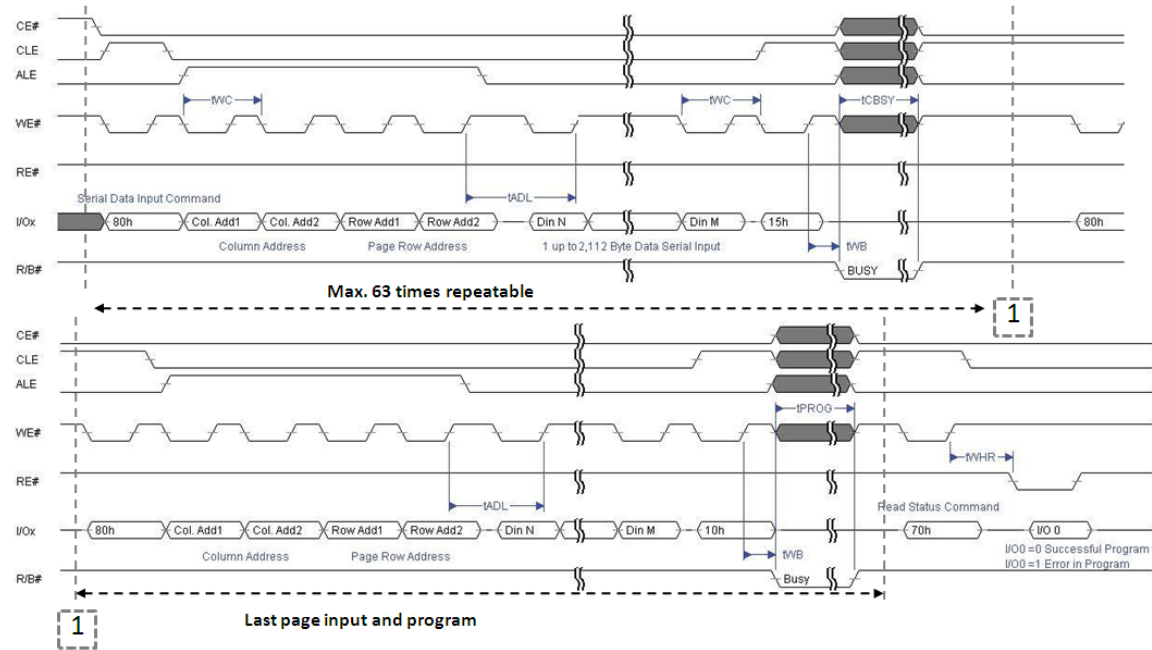 CE#
CLE
ALE
tWC
tWC
tCBSY
WE#
RE#
tADL
Serial Data Input Command
I/Ox
80h
Col. Add1
Col. Add2
Row Add1
Row Add2
Din N
Din M
15h
80h
Column Address
Page Row Address
1 up to 2,112 Byte Data Serial Input
tWB
R/B#
BUSY
Max. 63 times repeatable
1
CE#
CLE
ALE
tPROG
WE#
tWHR
RE#
tADL
Read Status Command
I/Ox
80h
Col. Add1
Col. Add2
Row Add1
Row Add2
Din N
Din M
10h
70h
I/O 0
Column Address
Page Row Address
tWB
I/O0 =0 Successful Program
I/O0 =1 Error in Program
R/B#
Busy
Last page input and program
1